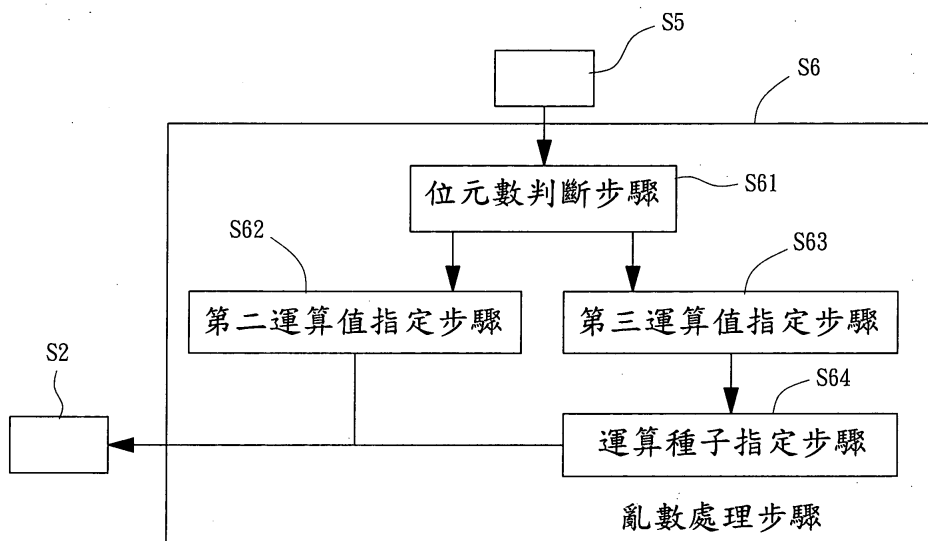 S5
S6
位元數判斷步驟
S61
S62
S63
第二運算值指定步驟
第三運算值指定步驟
S2
S64
運算種子指定步驟
亂數處理步驟